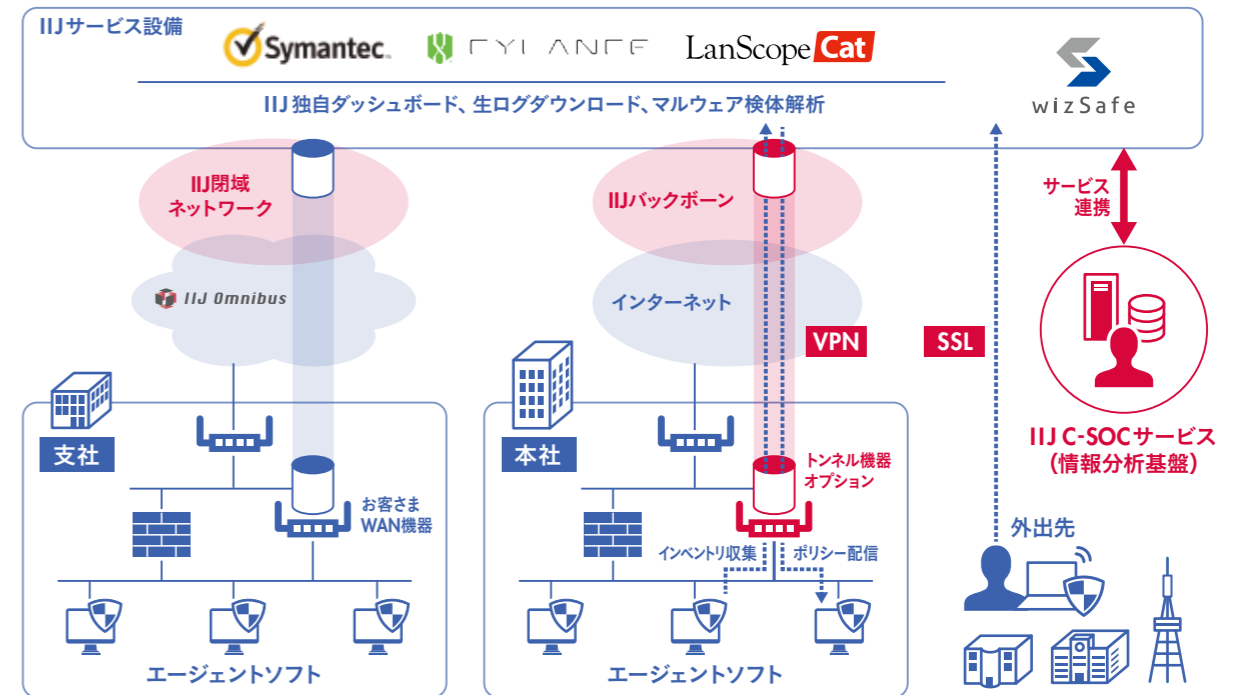 IIJサービス設備
Symantec.
CYLANCE
LanScope Cat
IIJ独自ダッシュボード、生ログダウンロード、マルウェア検体解析
wizSafe
IIJ閉域
ネットワーク
IIJバックボーン
サービス
連携
IIJ Omnibus
インターネット
VPN
SSL
支社
本社
IIJ C-SOCサービス
(情報分析基盤)
トンネル機器
オプション
お客さま
WAN機器
外出先
インベントリ収集
ポリシー配信
エージェントソフト
エージェントソフト